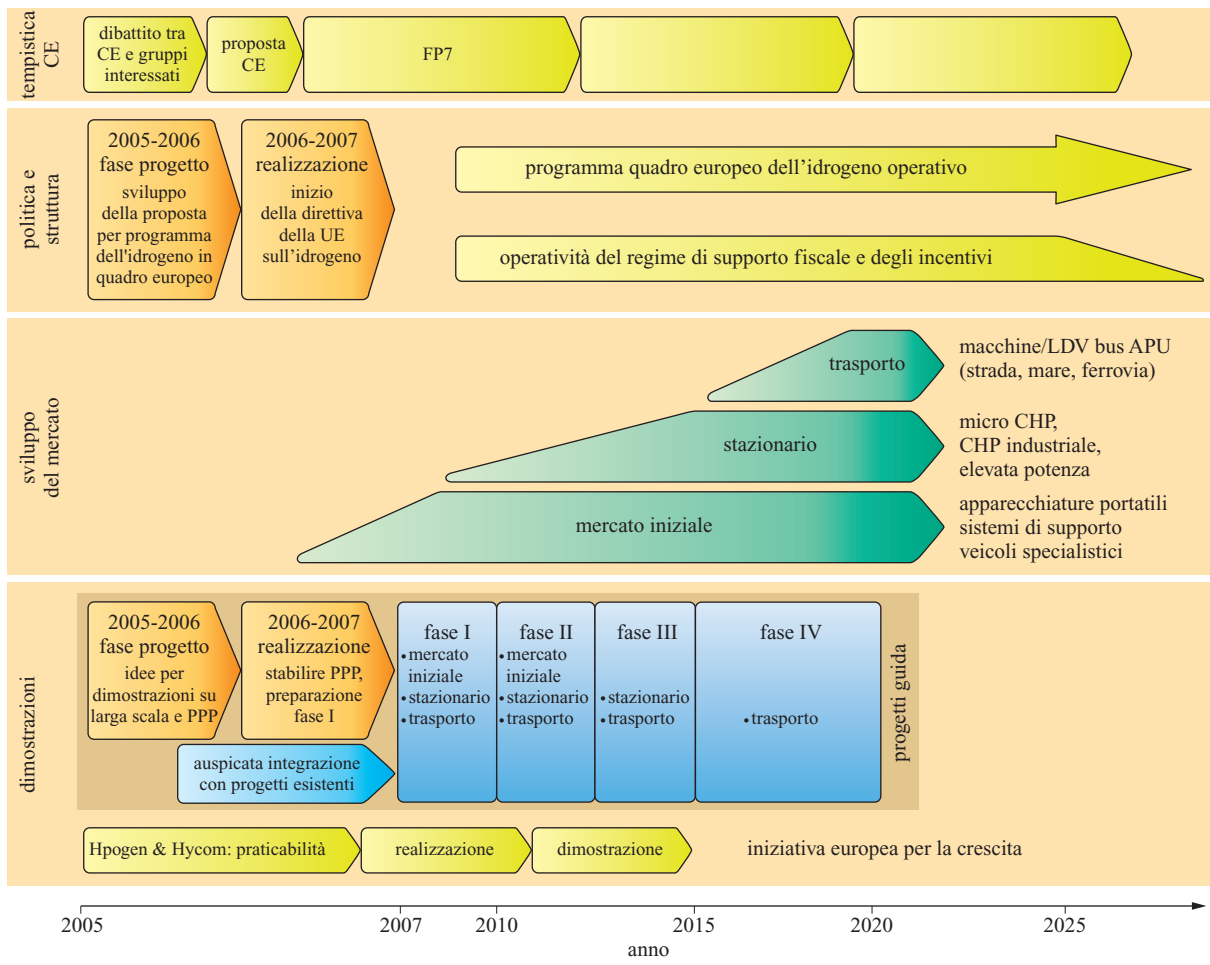 tempistica
CE
dibattito tra
CE e gruppi
interessati
proposta
CE
FP7
politica e
struttura
2005-2006
fase progetto
sviluppo
della proposta
per programma
dell'idrogeno in
quadro europeo
2006-2007
realizzazione
inizio
della direttiva
della UE
sull’idrogeno
programma quadro europeo dell’idrogeno operativo
operatività del regime di supporto fiscale e degli incentivi
sviluppo
del mercato
trasporto
macchine/LDV bus APU
(strada, mare, ferrovia)
stazionario
micro CHP,
CHP industriale,
elevata potenza
mercato iniziale
apparecchiature portatili
sistemi di supporto
veicoli specialistici
dimostrazioni
2005-2006
fase progetto
idee per
dimostrazioni su
larga scala e PPP
2006-2007
realizzazione
stabilire PPP,
preparazione
fase I
auspicata integrazione
con progetti esistenti
fase I
• mercato
iniziale
• stazionario
• trasporto
fase II
• mercato
iniziale
• stazionario
• trasporto
fase III
• stazionario
• trasporto
fase IV
• trasporto
progetti guida
Hpogen & Hycom: praticabilità
realizzazione
dimostrazione
iniziativa europea per la crescita
2005 2007 2010 2015 2020 2025
anno